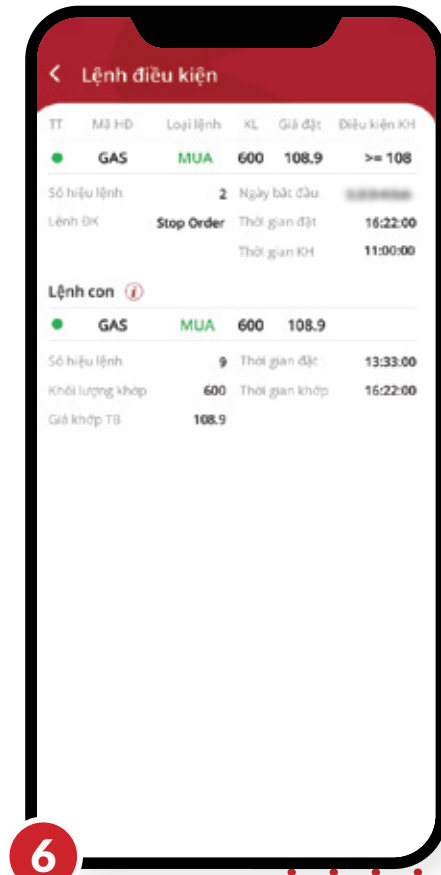 Lệnh điều kiện
TT Mã HĐ Loại lệnh KL Giá đặt Điều kiện KH
GAS MUA 600 108.9 >= 108
Số hiệu lệnh 2 Ngày bắt đầu
Lệnh ĐK Stop Order Thời gian đặt 16:22:00
Thời gian KH 11:00:00
Lệnh con i
GAS MUA 600 108.9
Số hiệu lệnh 9 Thời gian đặt 13:33:00
Khối lượng khớp 600 Thời gian khớp 16:22:00
Giá khớp TB 108.9
6